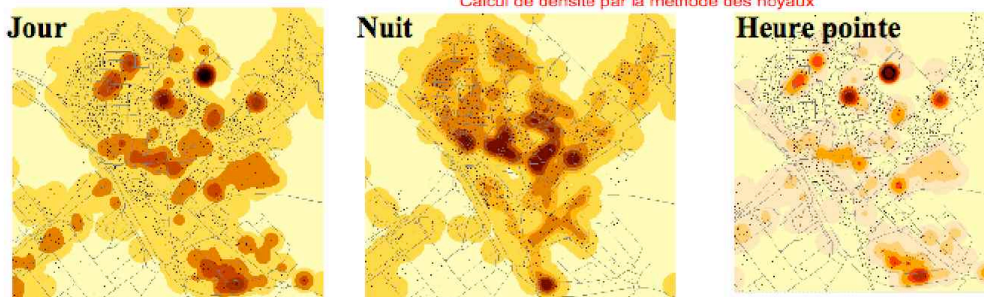 Calcul de densité par la méthode des noyaux
Jour
Nuit
Heure pointe